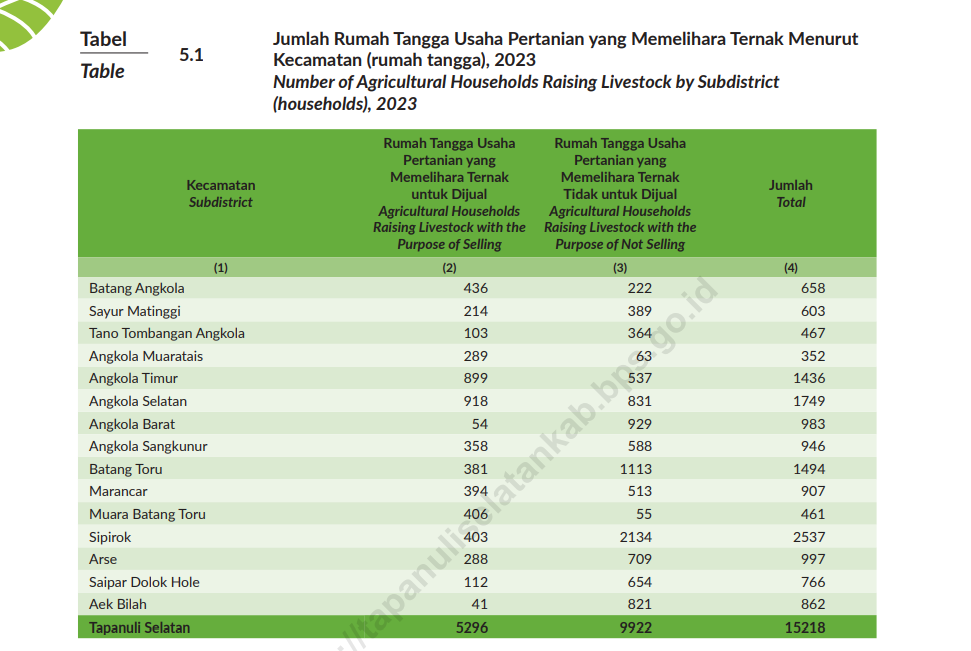 Tabel
Table
5.1
Jumlah Rumah Tangga Usaha Pertanian yang Memelihara Ternak Menurut
Kecamatan (rumah tangga), 2023
Number of Agricultural Households Raising Livestock by Subdistrict
(households), 2023
Kecamatan
Subdistrict
Rumah Tangga Usaha
Pertanian yang
Memelihara Ternak
untuk Dijual
Agricultural Households
Raising Livestock with the
Purpose of Selling
Rumah Tangga Usaha
Pertanian yang
Memelihara Ternak
Tidak untuk Dijual
Agricultural Households
Raising Livestock with the
Purpose of Not Selling
Jumlah
Total
(1) (2) (3) (4)
Batang Angkola 436 222 658
Sayur Matinggi 214 389 603
Tano Tombangan Angkola 103 364 467
Angkola Muaratais 289 63 352
Angkola Timur 899 537 1436
Angkola Selatan 918 831 1749
Angkola Barat 54 929 983
Angkola Sangkunur 358 588 946
Batang Toru 381 1113 1494
Marancar 394 513 907
Muara Batang Toru 406 55 461
Sipirok 403 2134 2537
Arse 288 709 997
Saipar Dolok Hole 112 654 766
Aek Bilah 41 821 862
Tapanuli Selatan 5296 9922 15218
://tapanuliselatankab.bps.go.id